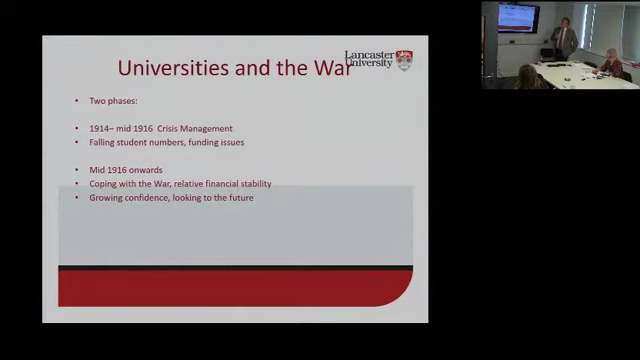 Universities and the War
Lancaster
University
• Two phases:
• 1914– mid 1916 Crisis Management
• Falling student numbers, funding issues
• Mid 1916 onwards
• Coping with the War, relative financial stability
• Growing confidence, looking to the future